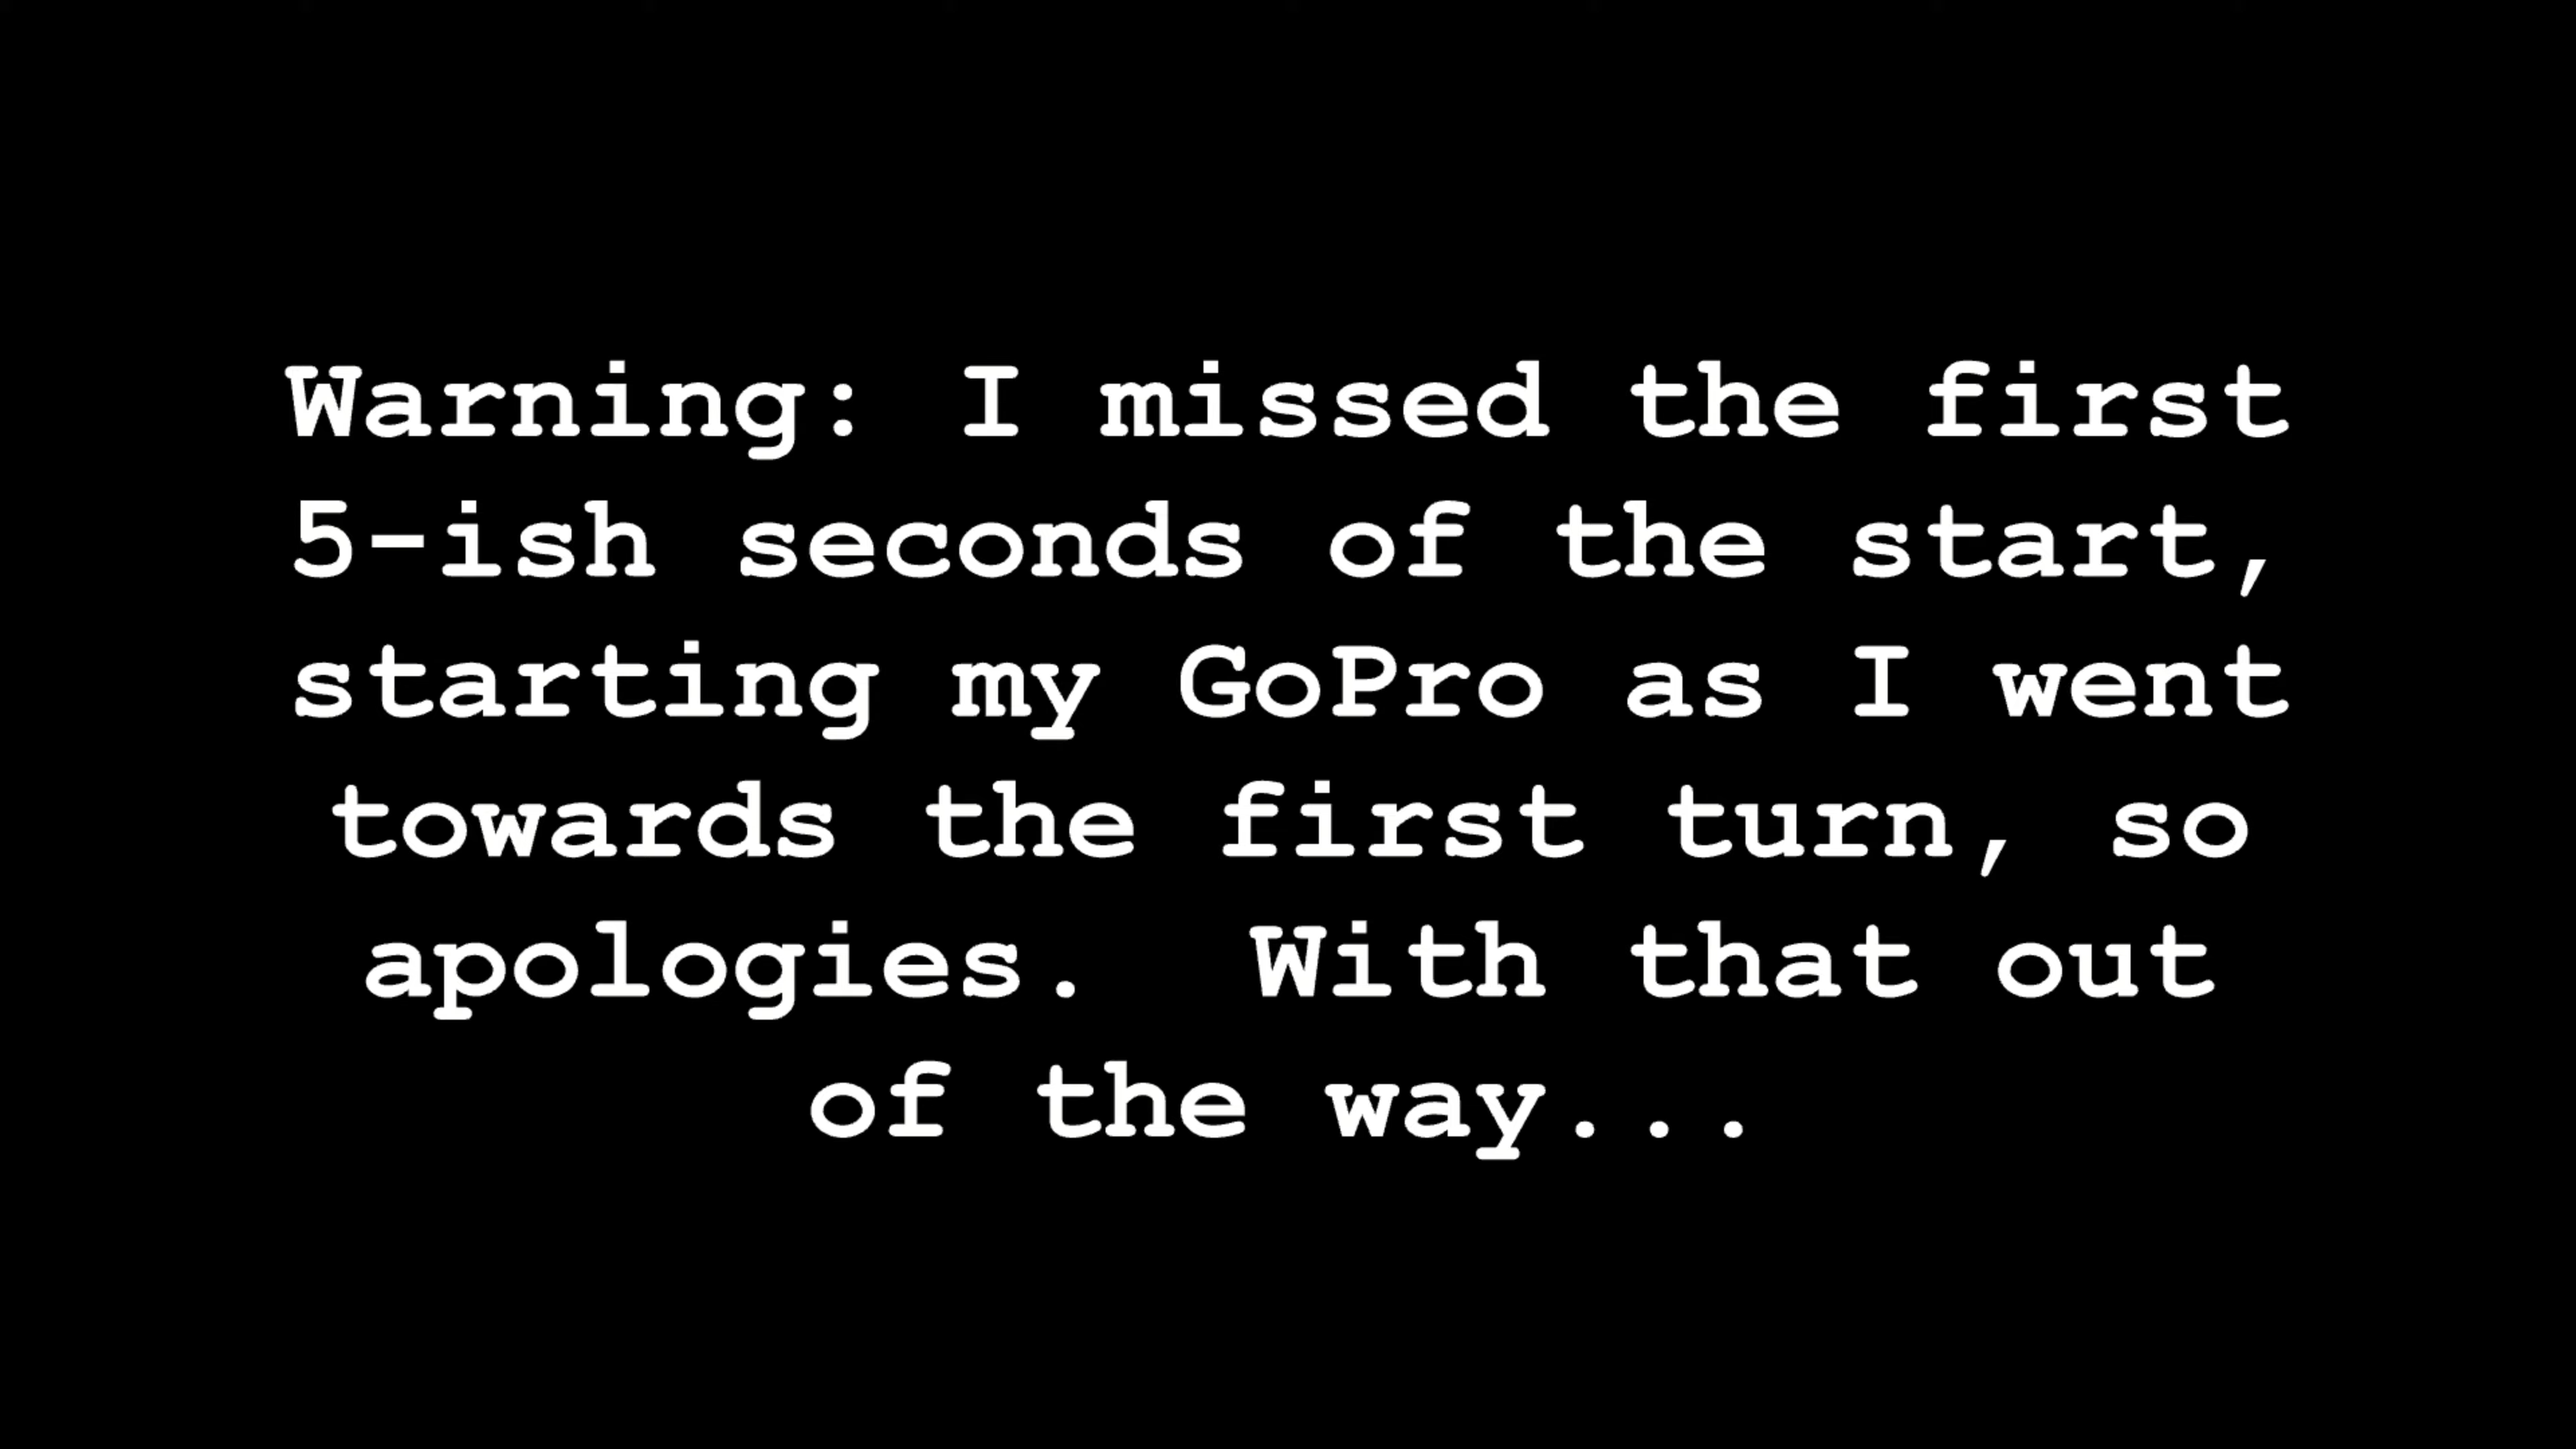 Warning: I missed the first
5-ish seconds of the start,
starting my GoPro as I went
towards the first turn, so
apologies.  With that out
of the way...